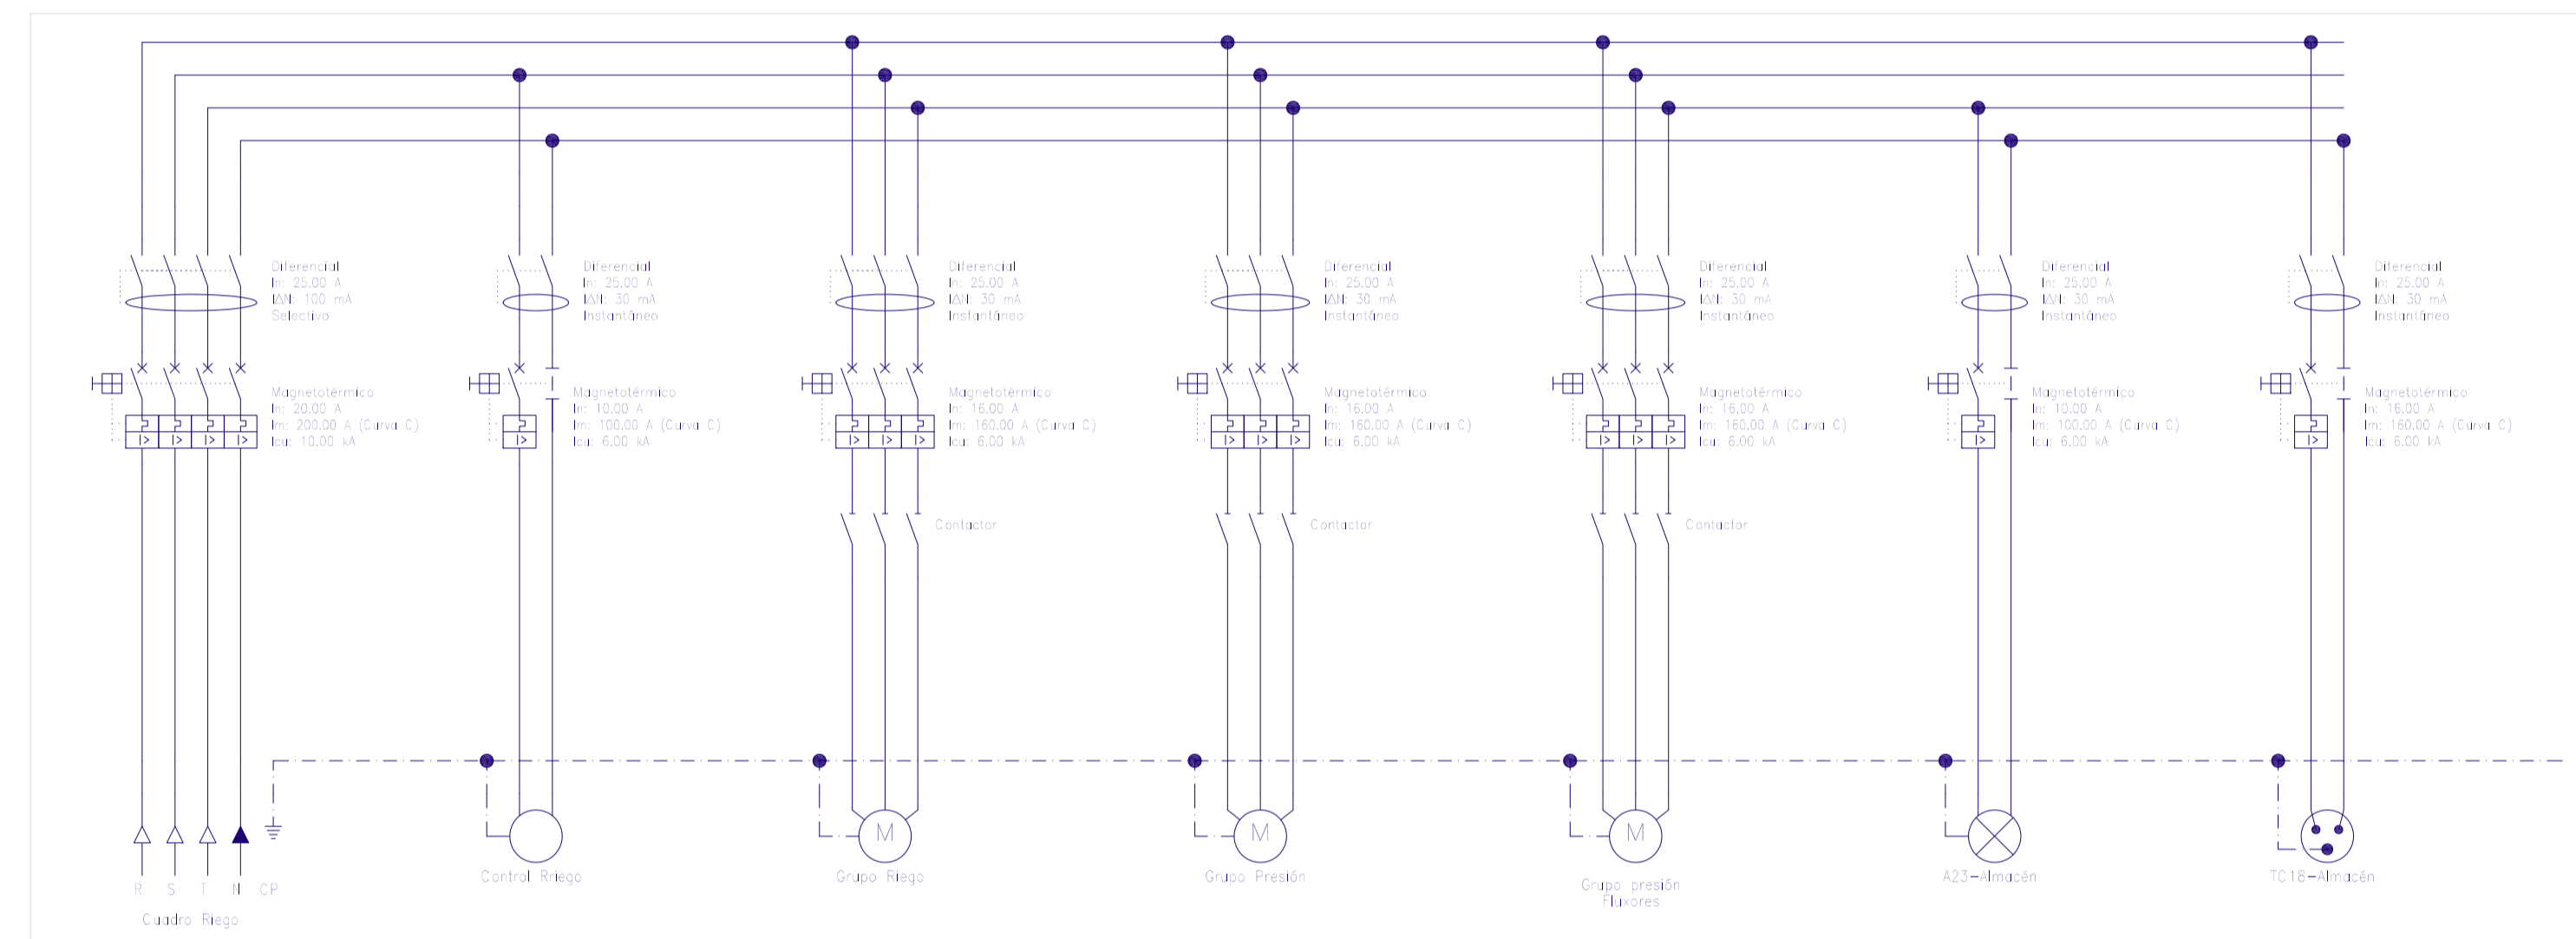 Diferencial
In: 25.00 A
IΔN: 100 mA
Selectivo
Diferencial
In: 25.00 A
IΔN: 30 mA
Instantáneo
Diferencial
In: 25.00 A
IΔN: 30 mA
Instantáneo
Diferencial
In: 25.00 A
IΔN: 30 mA
Instantáneo
Diferencial
In: 25.00 A
IΔN: 30 mA
Instantáneo
Diferencial
In: 25.00 A
IΔN: 30 mA
Instantáneo
Diferencial
In: 25.00 A
IΔN: 30 mA
Instantáneo
Magnetotérmico
In: 20.00 A
Im: 200.00 A (Curva C)
Icu: 10.00 kA
Magnetotérmico
In: 10.00 A
Im: 100.00 A (Curva C)
Icu: 6.00 kA
Magnetotérmico
In: 16.00 A
Im: 160.00 A (Curva C)
Icu: 6.00 kA
Magnetotérmico
In: 16.00 A
Im: 160.00 A (Curva C)
Icu: 6.00 kA
Magnetotérmico
In: 16.00 A
Im: 160.00 A (Curva C)
Icu: 6.00 kA
Magnetotérmico
In: 10.00 A
Im: 100.00 A (Curva C)
Icu: 6.00 kA
Magnetotérmico
In: 16.00 A
Im: 160.00 A (Curva C)
Icu: 6.00 kA
I> I> I> I>
I>
I> I> I>
I> I> I>
I> I> I>
I>
I>
Contactor
Contactor
Contactor
M
M
M
R S T N CP
Cuadro Riego
Control Rriego
Grupo Riego
Grupo Presión
Grupo presión
Fluxores
A23-Almacén
TC18-Almacén